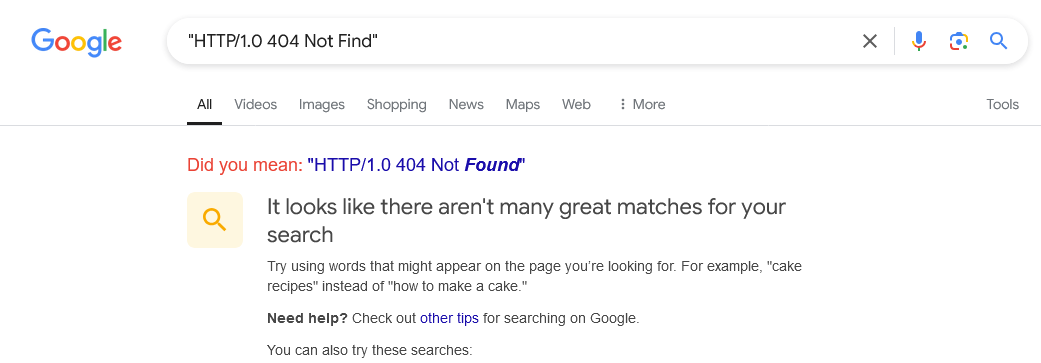 Google
"HTTP/1.0 404 Not Find"
All Videos Images Shopping News Maps Web More Tools
Did you mean: "HTTP/1.0 404 Not Found"
It looks like there aren't many great matches for your
search
Try using words that might appear on the page you're looking for. For example, "cake
recipes" instead of "how to make a cake."
Need help? Check out other tips for searching on Google.
You can also try these searches: